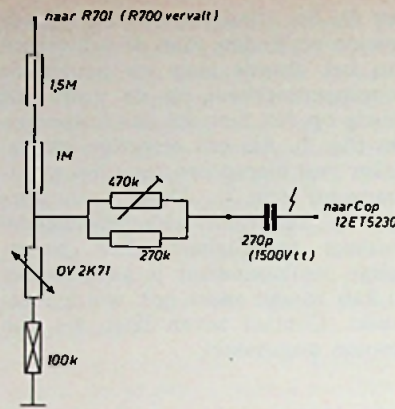 naar R701 (R700 vervalt)
1,5M
1M
470k
270k
270p
(1500Vtt)
naar Cop
12ET5230
OV 2K71
100k